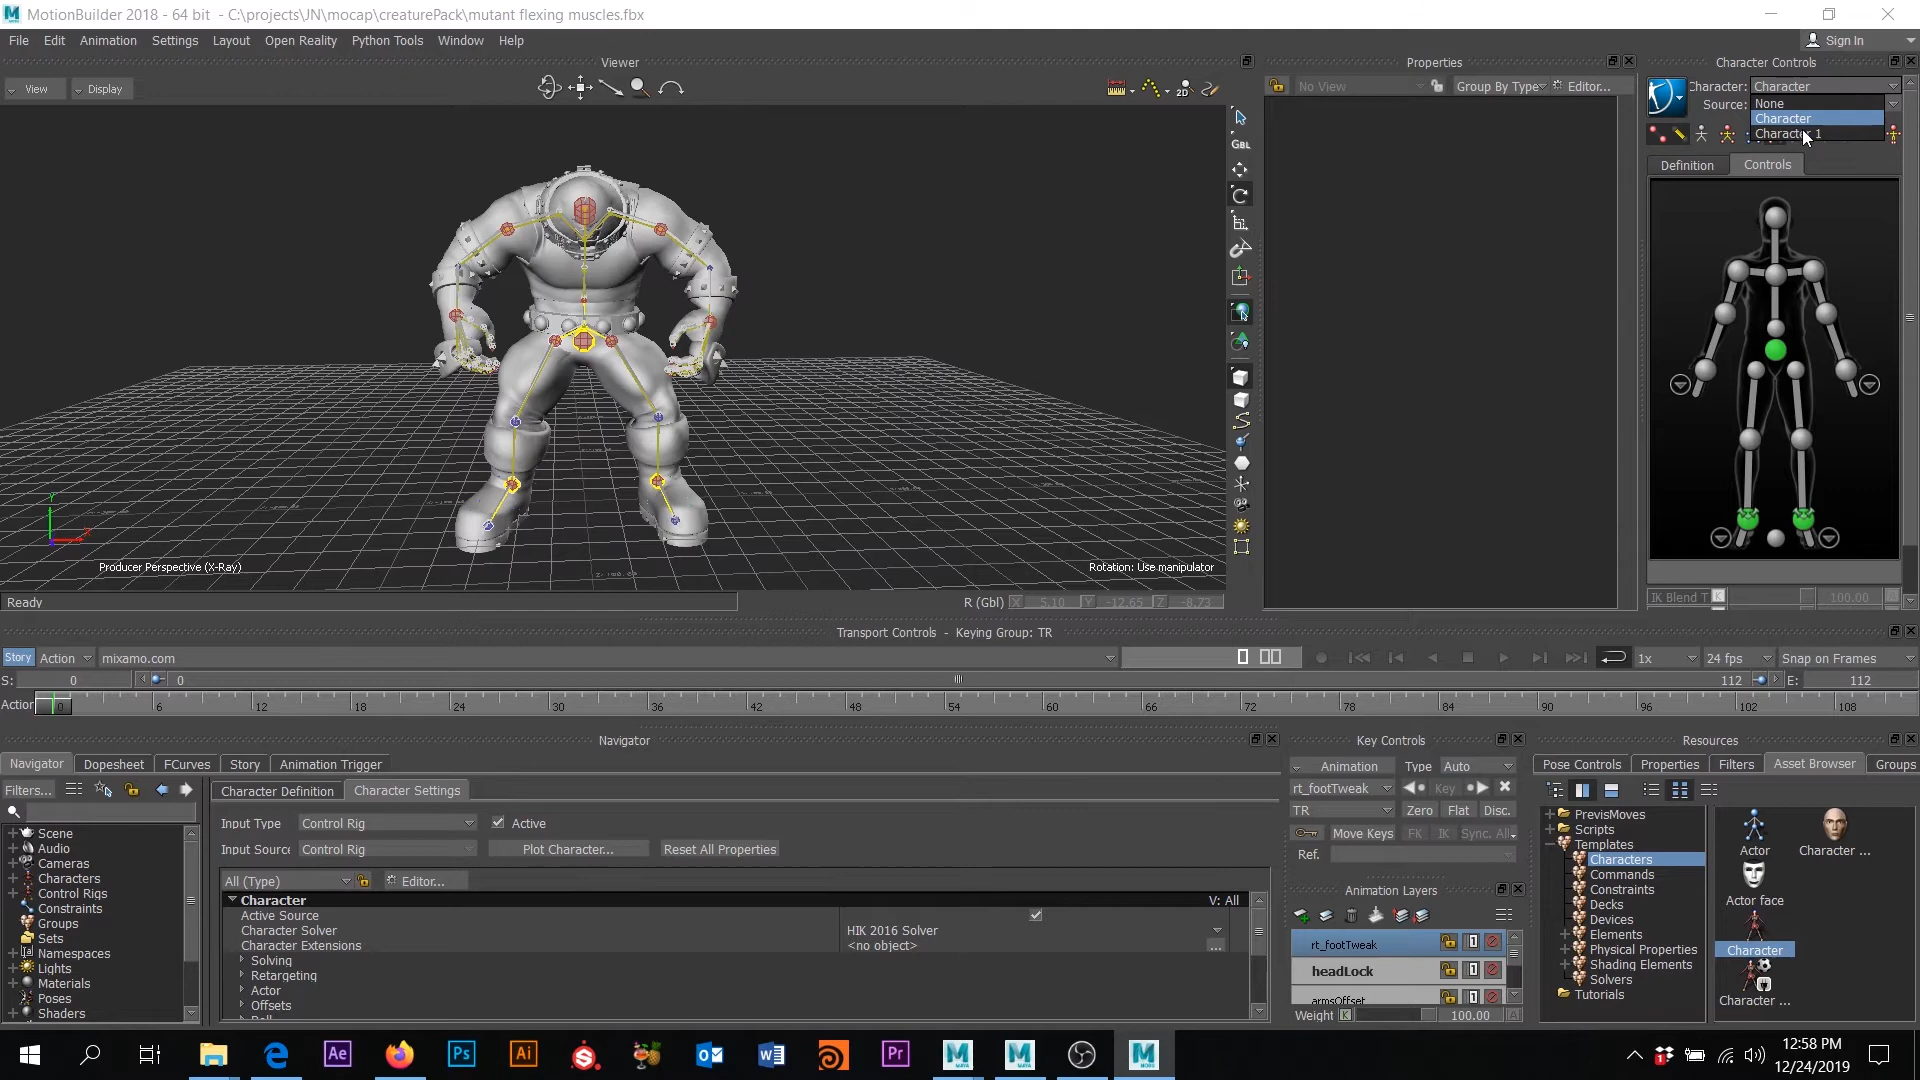 MotionBuilder 2018 - 64 bit - C:\projects\JN\mocap\creaturePack\mutant flexing muscles.fbx
File Edit Animation Settings Layout Open Reality Python Tools Window Help
Sign In
Viewer
Properties
Character Controls
View Display
No View
Group By Type
Editor...
Character: Character
Source:
None
Character
Character 1
Definition Controls
2D
GBL
Producer Perspective (X-Ray)
Rotation: Use manipulator
IK Blend T
100.00
Ready
R (Gbl) X 5.10 Y -12.65 Z -8.73
Transport Controls - Keying Group: TR
Story Action mixamo.com
1x 24 fps Snap on Frames
S: 0 0 112 E: 112
Action 0 6 12 18 24 30 36 42 48 54 60 66 72 78 84 90 96 102 108
Navigator
Navigator Dopesheet FCurves Story Animation Trigger
Filters...
Scene
Audio
Cameras
Characters
Control Rigs
Constraints
Groups
Sets
Namespaces
Lights
Materials
Poses
Shaders
Character Definition Character Settings
Input Type Control Rig Active
Input Source Control Rig Plot Character... Reset All Properties
All (Type) Editor...
Character V: All
Active Source
Character Solver HIK 2016 Solver
Character Extensions <no object> ...
Solving
Retargeting
Actor
Offsets
Key Controls
Animation Type Auto
rt_footTweak Key
TR Zero Flat Disc.
Move Keys FK IK Sync. All
Ref.
Animation Layers
rt_footTweak
headLock
armsOffset
Weight K 100.00 A
Resources
Pose Controls Properties Filters Asset Browser Groups
PrevisMoves
Scripts
Templates
Characters
Commands
Constraints
Decks
Devices
Elements
Physical Properties
Shading Elements
Solvers
Tutorials
Actor
Character ...
Actor face
Character
Character ...
12:58 PM
12/24/2019